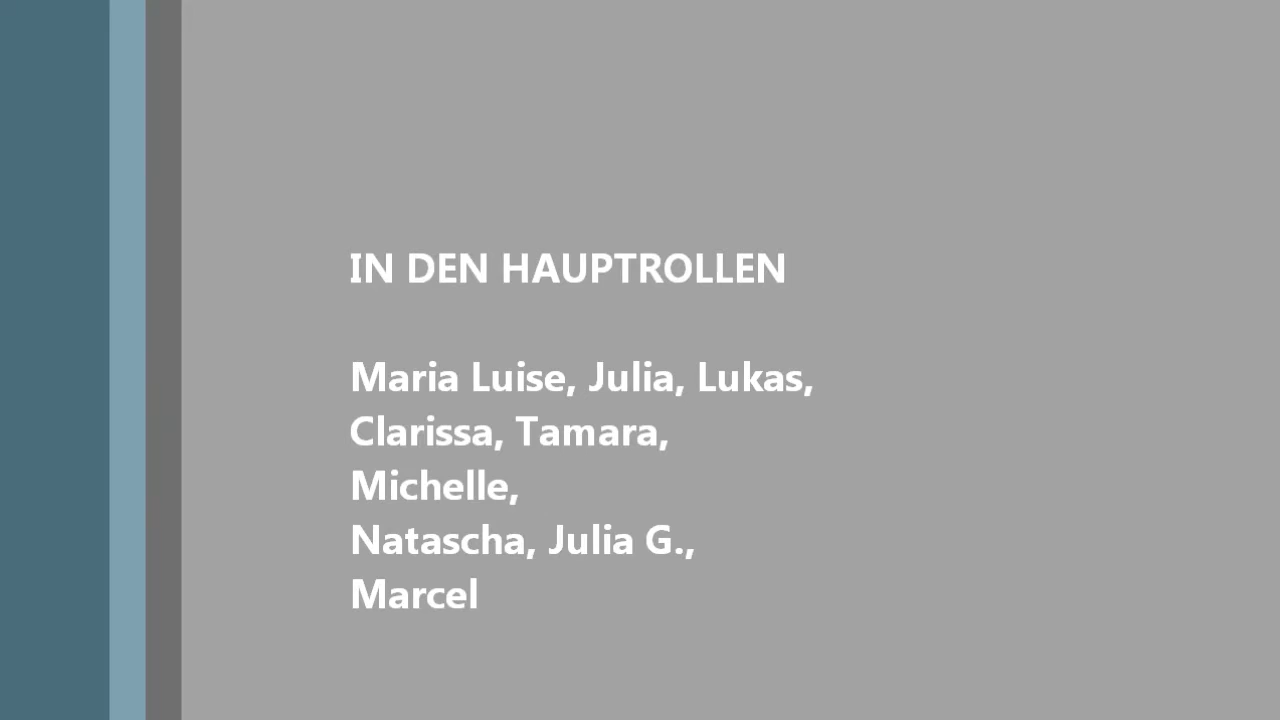 IN DEN HAUPTROLLEN
Maria Luise, Julia, Lukas,
Clarissa, Tamara,
Michelle,
Natascha, Julia G.,
Marcel